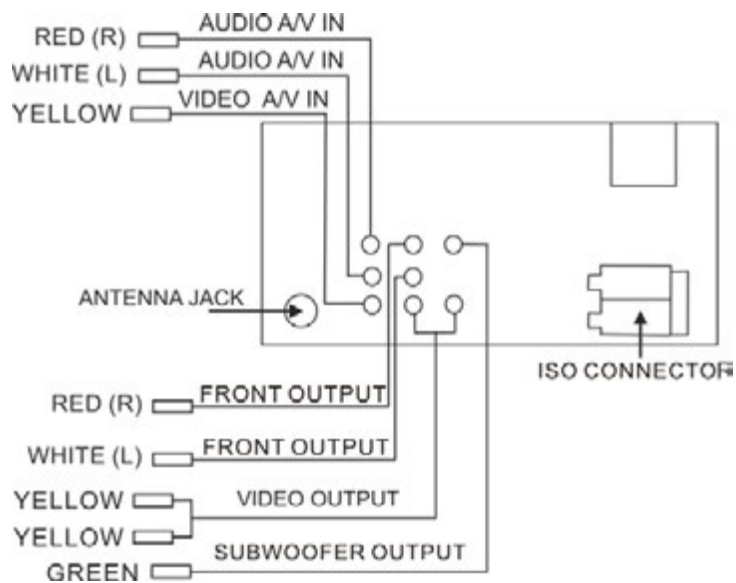 RED (R)
AUDIO A/V IN
WHITE (L)
AUDIO A/V IN
YELLOW
VIDEO A/V IN
ANTENNA JACK
ISO CONNECTOR
RED (R)
FRONT OUTPUT
WHITE (L)
FRONT OUTPUT
YELLOW
VIDEO OUTPUT
YELLOW
SUBWOOFER OUTPUT
GREEN